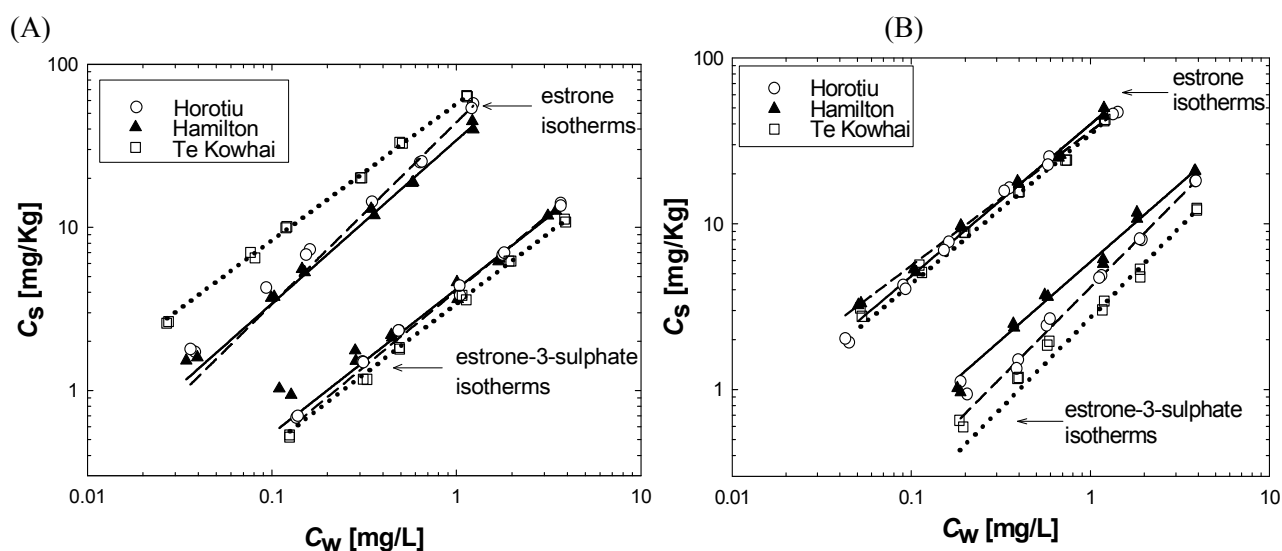 (A)
(B)
100
10
1
Cs [mg/Kg]
0.01
0.1
1
10
Cw [mg/L]
Horotiu
Hamilton
Te Kowhai
estrone
isotherms
estrone-3-sulphate
isotherms
100
10
1
Cs [mg/Kg]
0.01
0.1
1
10
Cw [mg/L]
Horotiu
Hamilton
Te Kowhai
estrone
isotherms
estrone-3-sulphate
isotherms